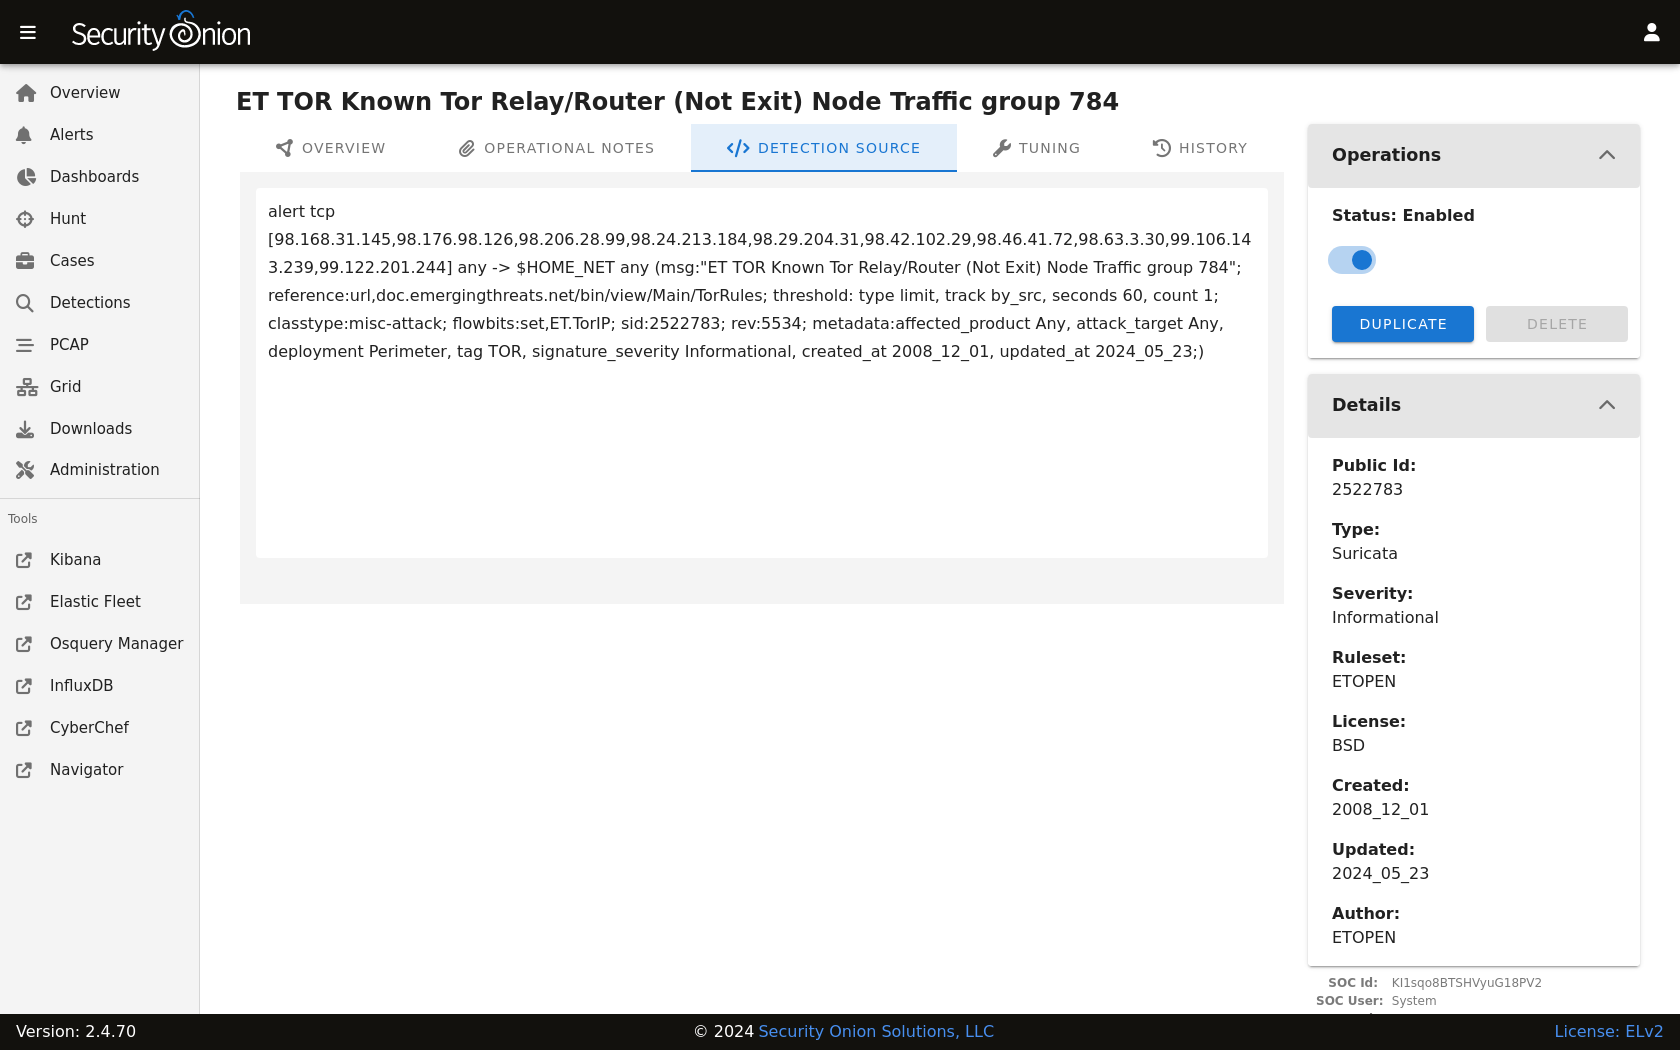 Security Onion
Overview
Alerts
Dashboards
Hunt
Cases
Detections
PCAP
Grid
Downloads
Administration
Tools
Kibana
Elastic Fleet
Osquery Manager
InfluxDB
CyberChef
Navigator
ET TOR Known Tor Relay/Router (Not Exit) Node Traffic group 784
OVERVIEW
OPERATIONAL NOTES
DETECTION SOURCE
TUNING
HISTORY
alert tcp
[98.168.31.145,98.176.98.126,98.206.28.99,98.24.213.184,98.29.204.31,98.42.102.29,98.46.41.72,98.63.3.30,99.106.14
3.239,99.122.201.244] any -> $HOME_NET any (msg:"ET TOR Known Tor Relay/Router (Not Exit) Node Traffic group 784";
reference:url,doc.emergingthreats.net/bin/view/Main/TorRules; threshold: type limit, track by_src, seconds 60, count 1;
classtype:misc-attack; flowbits:set,ET.TorIP; sid:2522783; rev:5534; metadata:affected_product Any, attack_target Any,
deployment Perimeter, tag TOR, signature_severity Informational, created_at 2008_12_01, updated_at 2024_05_23;)
Operations
Status: Enabled
DUPLICATE
DELETE
Details
Public Id:
2522783
Type:
Suricata
Severity:
Informational
Ruleset:
ETOPEN
License:
BSD
Created:
2008_12_01
Updated:
2024_05_23
Author:
ETOPEN
SOC Id: KI1sqo8BTSHVyuG18PV2
SOC User: System
Version: 2.4.70
© 2024 Security Onion Solutions, LLC
License: ELv2